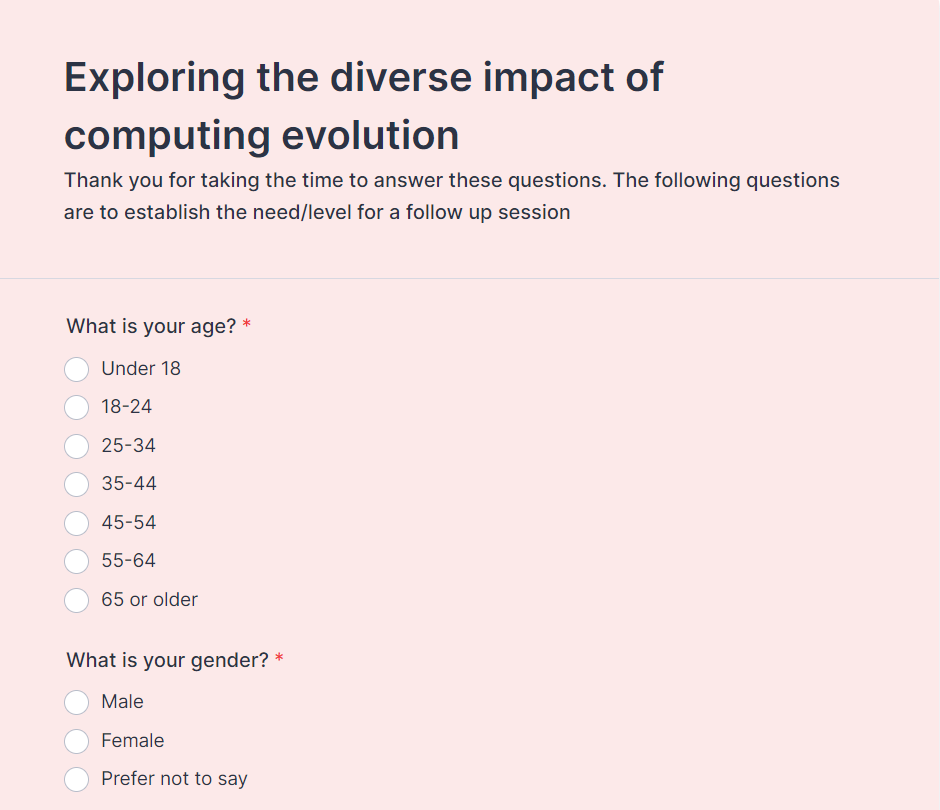 Exploring the diverse impact of
computing evolution
Thank you for taking the time to answer these questions. The following questions
are to establish the need/level for a follow up session
What is your age? *
Under 18
18-24
25-34
35-44
45-54
55-64
65 or older
What is your gender? *
Male
Female
Prefer not to say